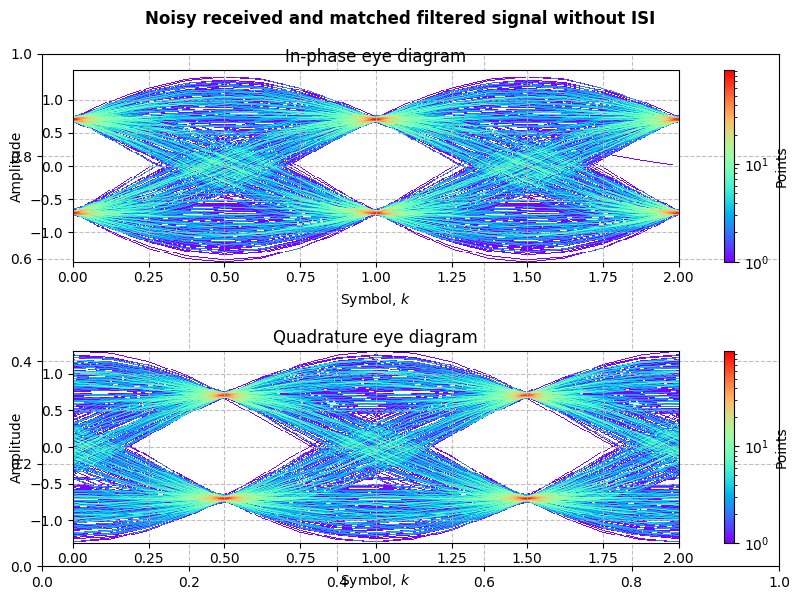 Noisy received and matched filtered signal without ISI
In-phase eye diagram
1.0
0.8
0.6
0.4
0.2
0.0
Amplitude
1.0
0.5
0.0
−0.5
−1.0
0.00 0.25 0.50 0.75 1.00 1.25 1.50 1.75 2.00
Symbol, k
10¹
10⁰
Points
Quadrature eye diagram
Amplitude
1.0
0.5
0.0
−0.5
−1.0
0.00 0.25 0.50 0.75 1.00 1.25 1.50 1.75 2.00
Symbol, k
10¹
10⁰
Points
0.0 0.2 0.4 0.6 0.8 1.0